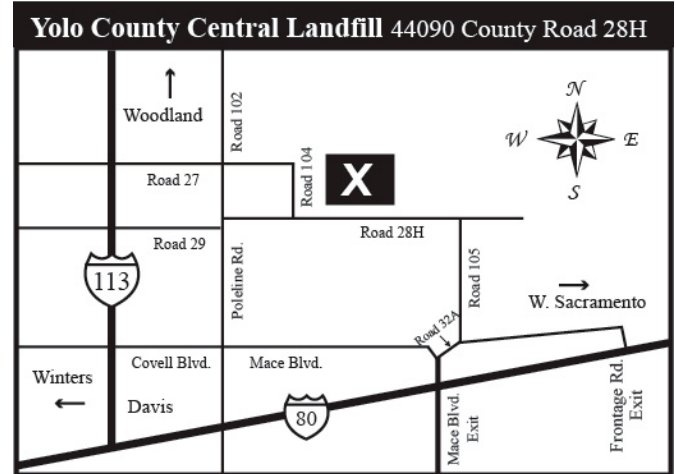 Yolo County Central Landfill 44090 County Road 28H
Woodland
Road 102
N
W
E
S
Road 27
Road 104
X
Road 29
Road 28H
113
Poleline Rd.
Road 105
W. Sacramento
Road 32A
Winters
Covell Blvd.
Mace Blvd.
Davis
80
Mace Blvd.
Exit
Frontage Rd.
Exit